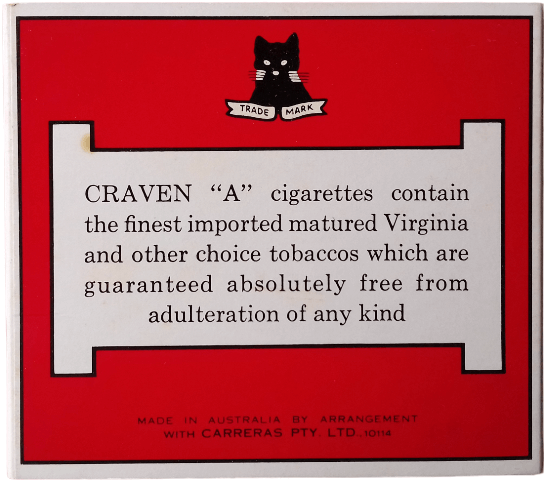 TRADE MARK
CRAVEN “A” cigarettes contain
the finest imported matured Virginia
and other choice tobaccos which are
guaranteed absolutely free from
adulteration of any kind
MADE IN AUSTRALIA BY ARRANGEMENT
WITH CARRERAS PTY. LTD. 10114